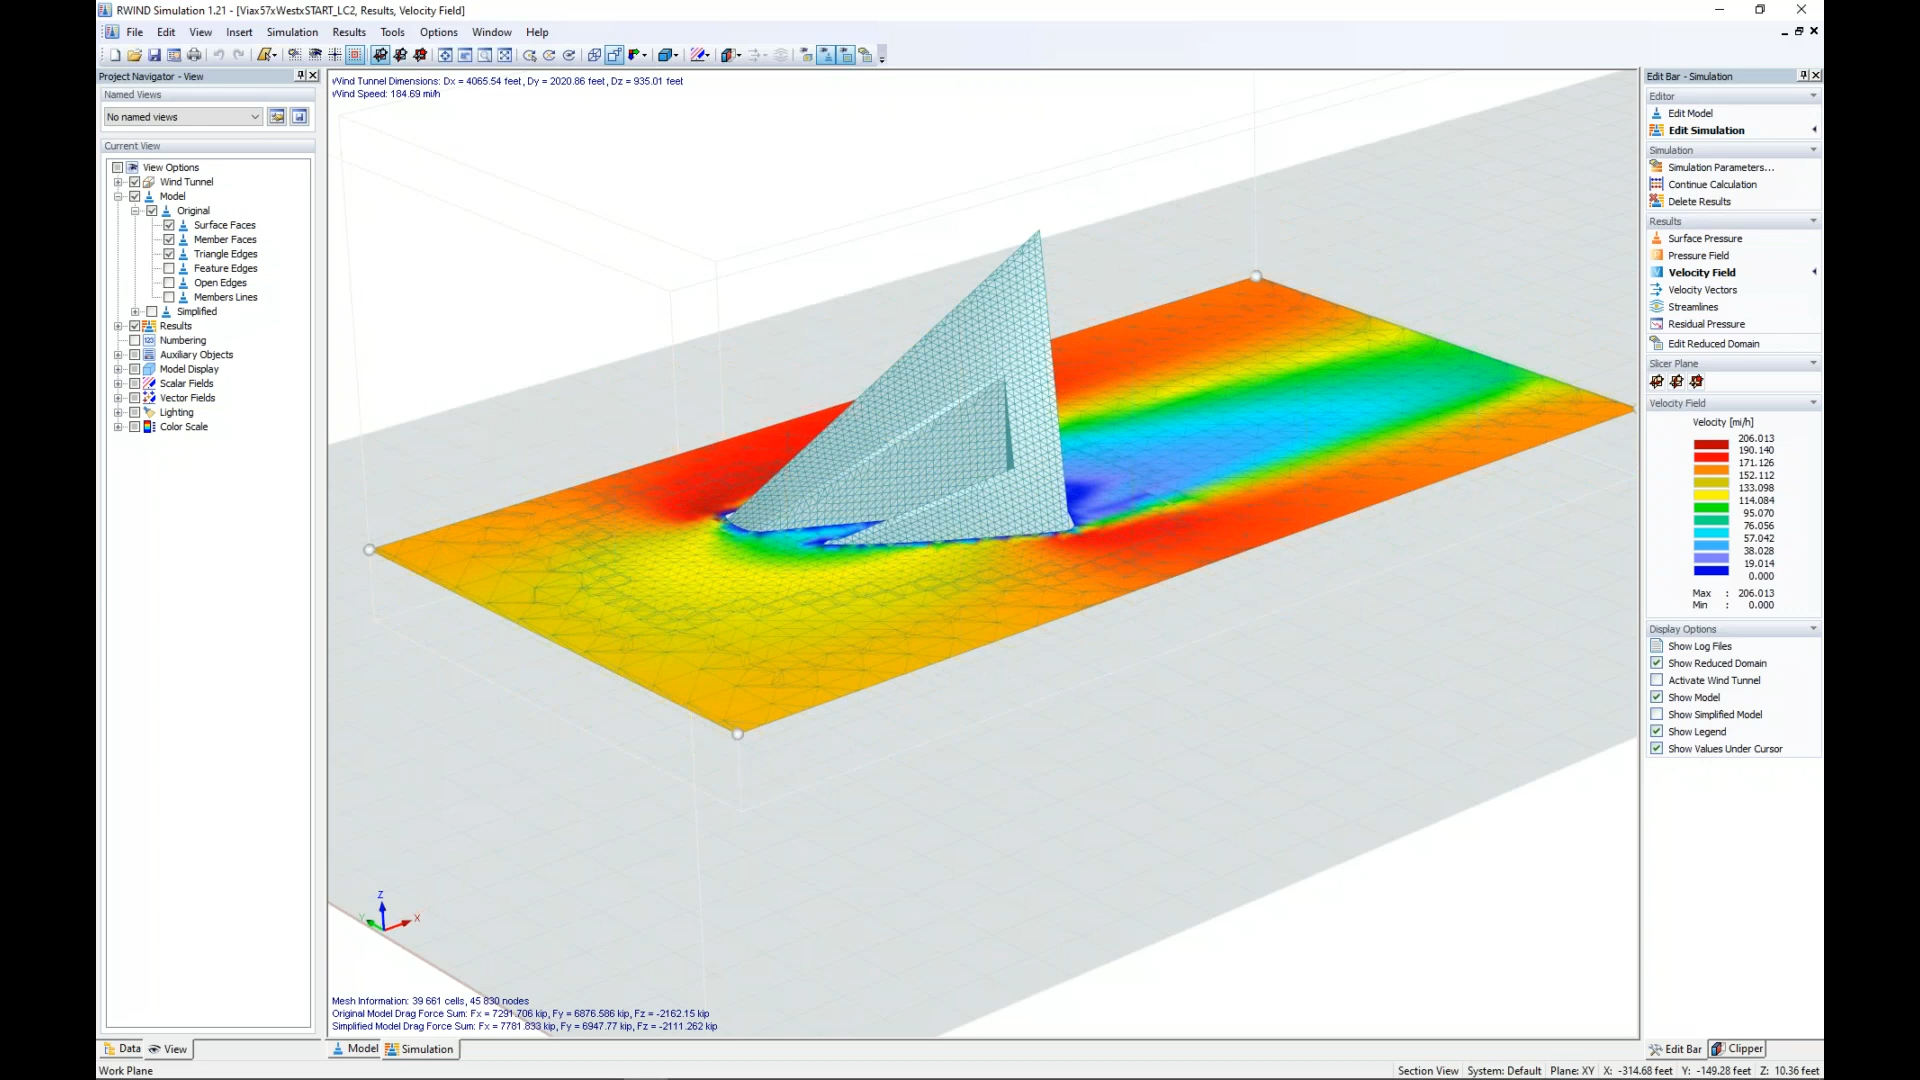 RWIND Simulation 1.21 - [Viax57xWestxSTART_LC2, Results, Velocity Field]
File Edit View Insert Simulation Results Tools Options Window Help
Project Navigator - View
Named Views
No named views
Current View
View Options
Wind Tunnel
Model
Original
Surface Faces
Member Faces
Triangle Edges
Feature Edges
Open Edges
Members Lines
Simplified
Results
Numbering
Auxiliary Objects
Model Display
Scalar Fields
Vector Fields
Lighting
Color Scale
Data View
Wind Tunnel Dimensions: Dx = 4065.54 feet, Dy = 2020.86 feet, Dz = 935.01 feet
Wind Speed: 184.69 mi/h
Z
Y
X
Mesh Information: 39 661 cells, 45 830 nodes
Original Model Drag Force Sum: Fx = 7291.706 kip, Fy = 6876.586 kip, Fz = -2162.15 kip
Simplified Model Drag Force Sum: Fx = 7781.833 kip, Fy = 6947.77 kip, Fz = -2111.262 kip
Model Simulation
Edit Bar - Simulation
Editor
Edit Model
Edit Simulation
Simulation
Simulation Parameters...
Continue Calculation
Delete Results
Results
Surface Pressure
Pressure Field
Velocity Field
Velocity Vectors
Streamlines
Residual Pressure
Edit Reduced Domain
Slicer Plane
Velocity Field
Velocity [mi/h]
206.013
190.140
171.126
152.112
133.098
114.084
95.070
76.056
57.042
38.028
19.014
0.000
Max : 206.013
Min : 0.000
Display Options
Show Log Files
Show Reduced Domain
Activate Wind Tunnel
Show Model
Show Simplified Model
Show Legend
Show Values Under Cursor
Edit Bar Clipper
Work Plane
Section View System: Default Plane: XY X: -314.68 feet Y: -149.28 feet Z: 10.36 feet